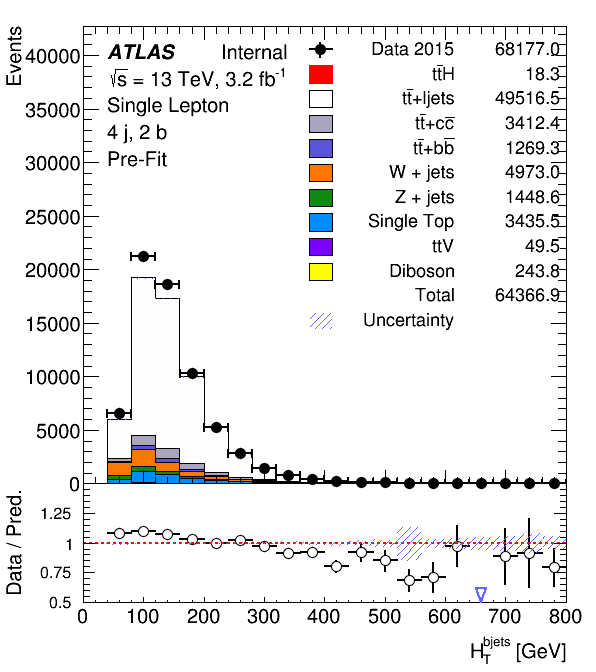 Events
40000
35000
30000
25000
20000
15000
10000
5000
0
ATLAS Internal
√s = 13 TeV, 3.2 fb⁻¹
Single Lepton
4 j, 2 b
Pre-Fit
Data 2015 68177.0
tt̄H 18.3
tt̄+ljets 49516.5
tt̄+cc̄ 3412.4
tt̄+bb̄ 1269.3
W + jets 4973.0
Z + jets 1448.6
Single Top 3435.5
ttV 49.5
Diboson 243.8
Total 64366.9
Uncertainty
Data / Pred.
1.25
1
0.75
0.5
0 100 200 300 400 500 600 700 800
H_T^bjets [GeV]